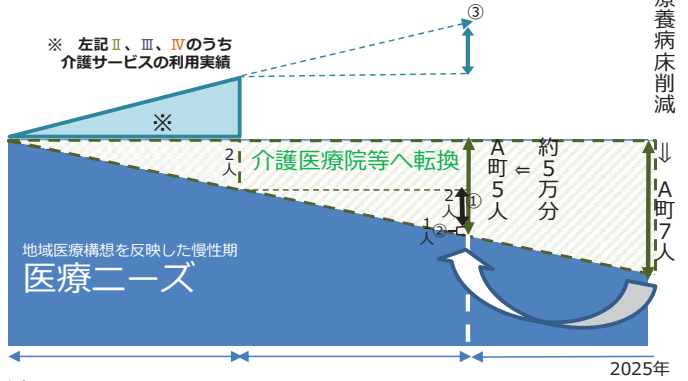 ③
※ 左記Ⅱ、Ⅲ、Ⅳのうち
介護サービスの利用実績
※
療養病床削減 ⇒ A町7人
約5万分
⇐
A町5人
2人
介護医療院等へ転換
2人
①
1人
②
地域医療構想を反映した慢性期
医療ニーズ
2025年